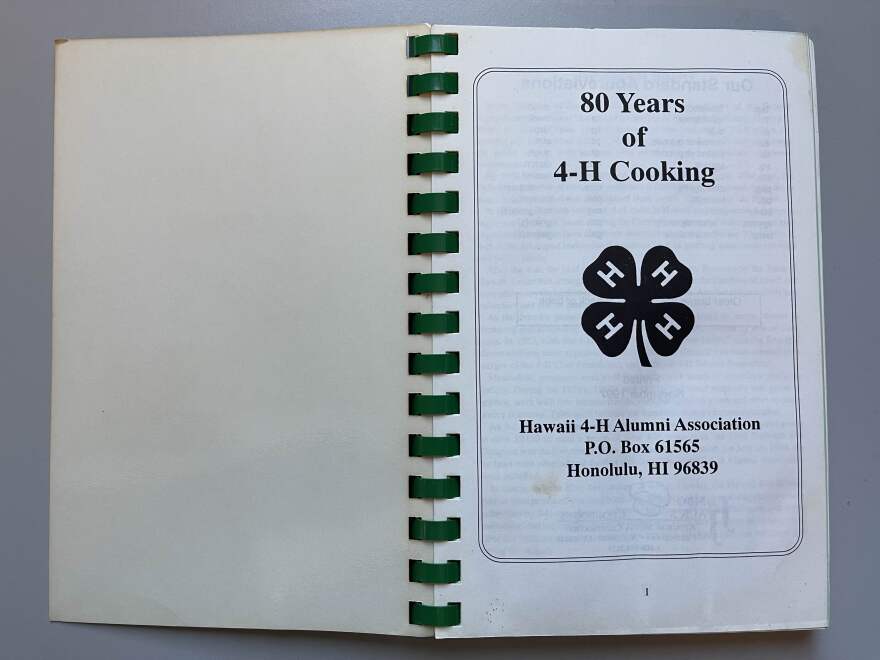 80 Years
of
4-H Cooking
H H
H H
Hawaii 4-H Alumni Association
P.O. Box 61565
Honolulu, HI 96839
1